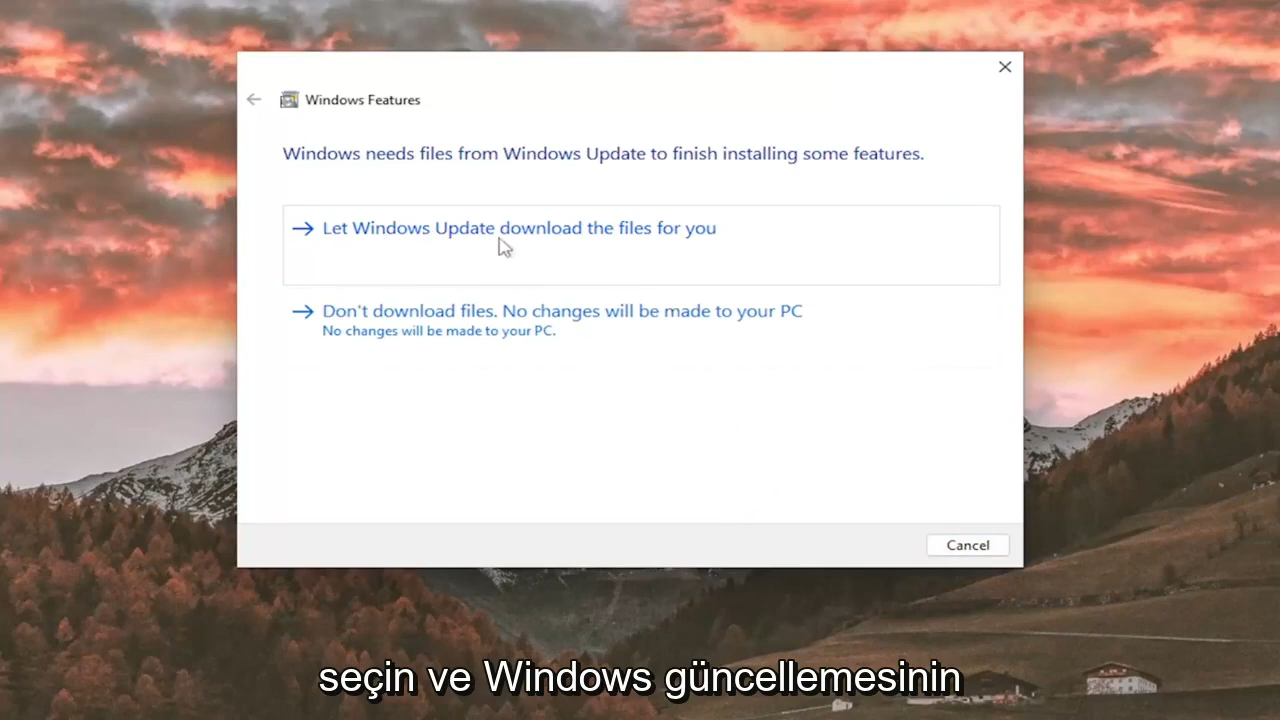 Windows Features
Windows needs files from Windows Update to finish installing some features.
Let Windows Update download the files for you
Don't download files. No changes will be made to your PC
No changes will be made to your PC.
Cancel
seçin ve Windows güncellemesinin